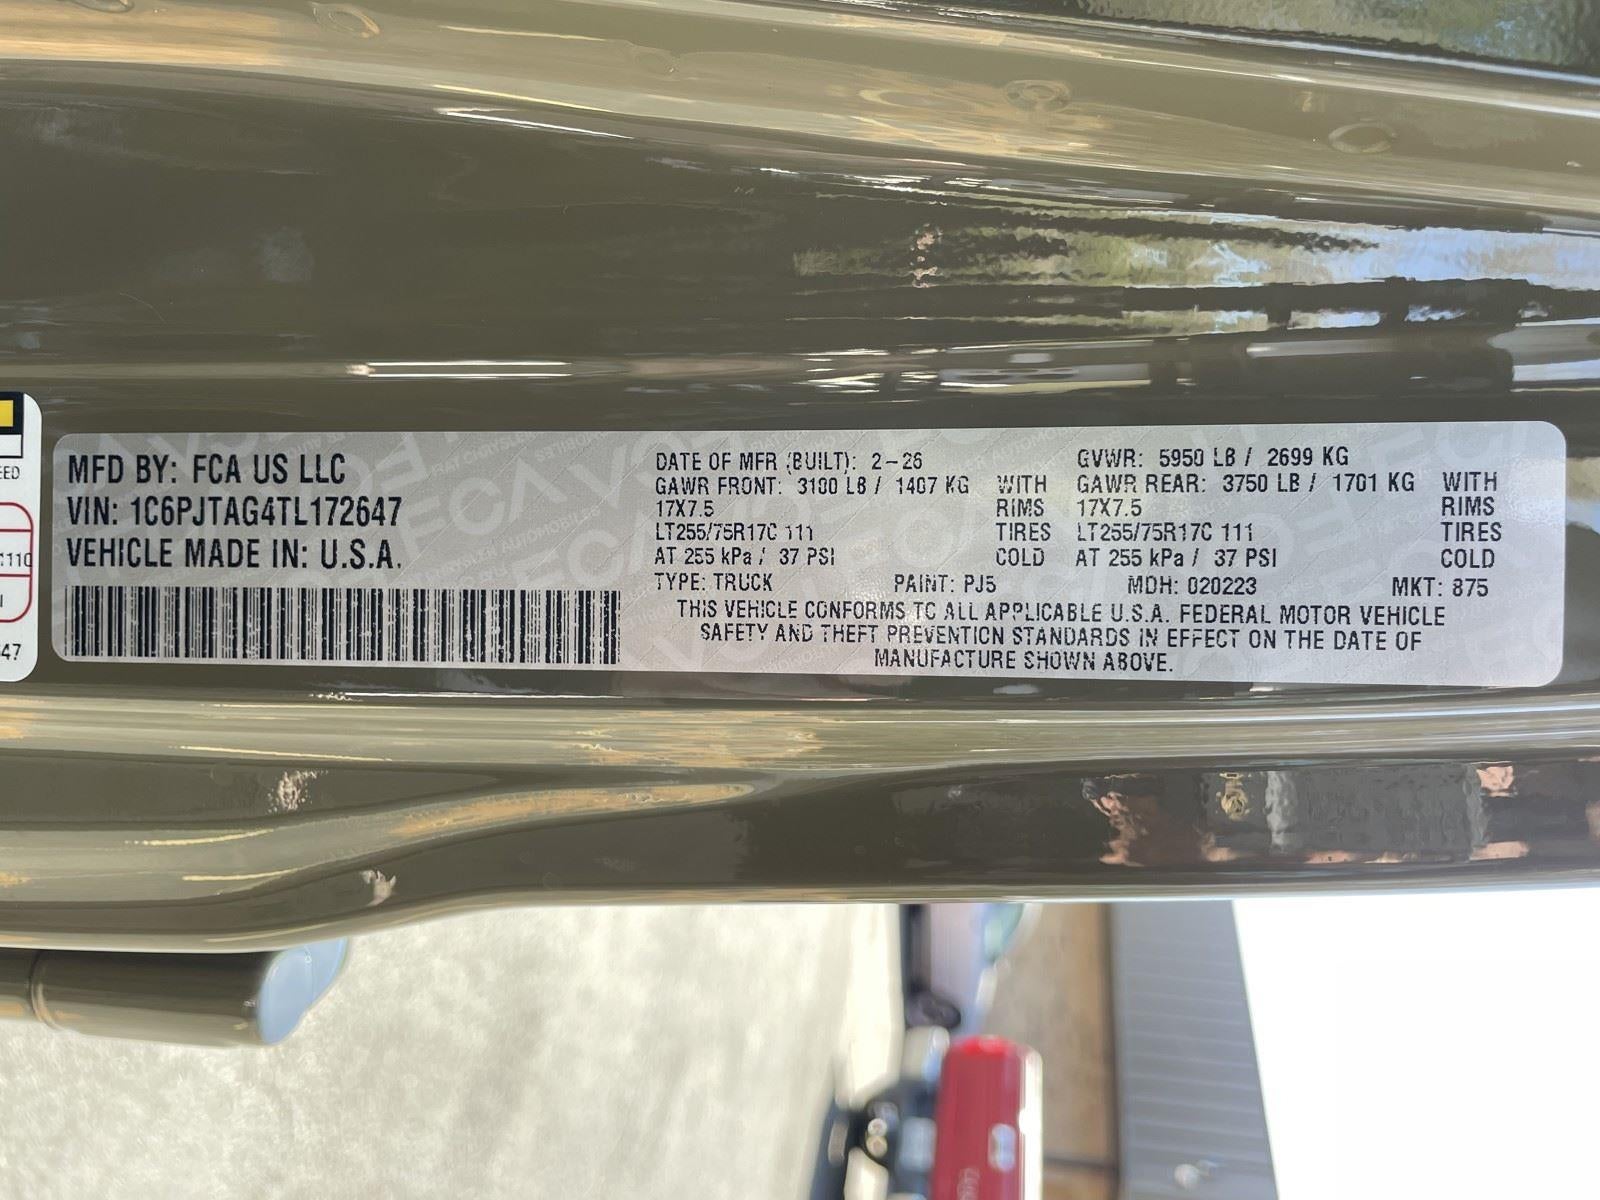 MFD BY: FCA US LLC
VIN: 1C6PJTAG4TL172647
VEHICLE MADE IN: U.S.A.
DATE OF MFR (BUILT): 2-26 GVWR: 5950 LB / 2699 KG
GAWR FRONT: 3100 LB / 1407 KG WITH GAWR REAR: 3750 LB / 1701 KG WITH
17X7.5 RIMS 17X7.5 RIMS
LT255/75R17C 111 TIRES LT255/75R17C 111 TIRES
AT 255 kPa / 37 PSI COLD AT 255 kPa / 37 PSI COLD
TYPE: TRUCK PAINT: PJ5 MDH: 020223 MKT: 875
THIS VEHICLE CONFORMS TO ALL APPLICABLE U.S.A. FEDERAL MOTOR VEHICLE
SAFETY AND THEFT PREVENTION STANDARDS IN EFFECT ON THE DATE OF
MANUFACTURE SHOWN ABOVE.